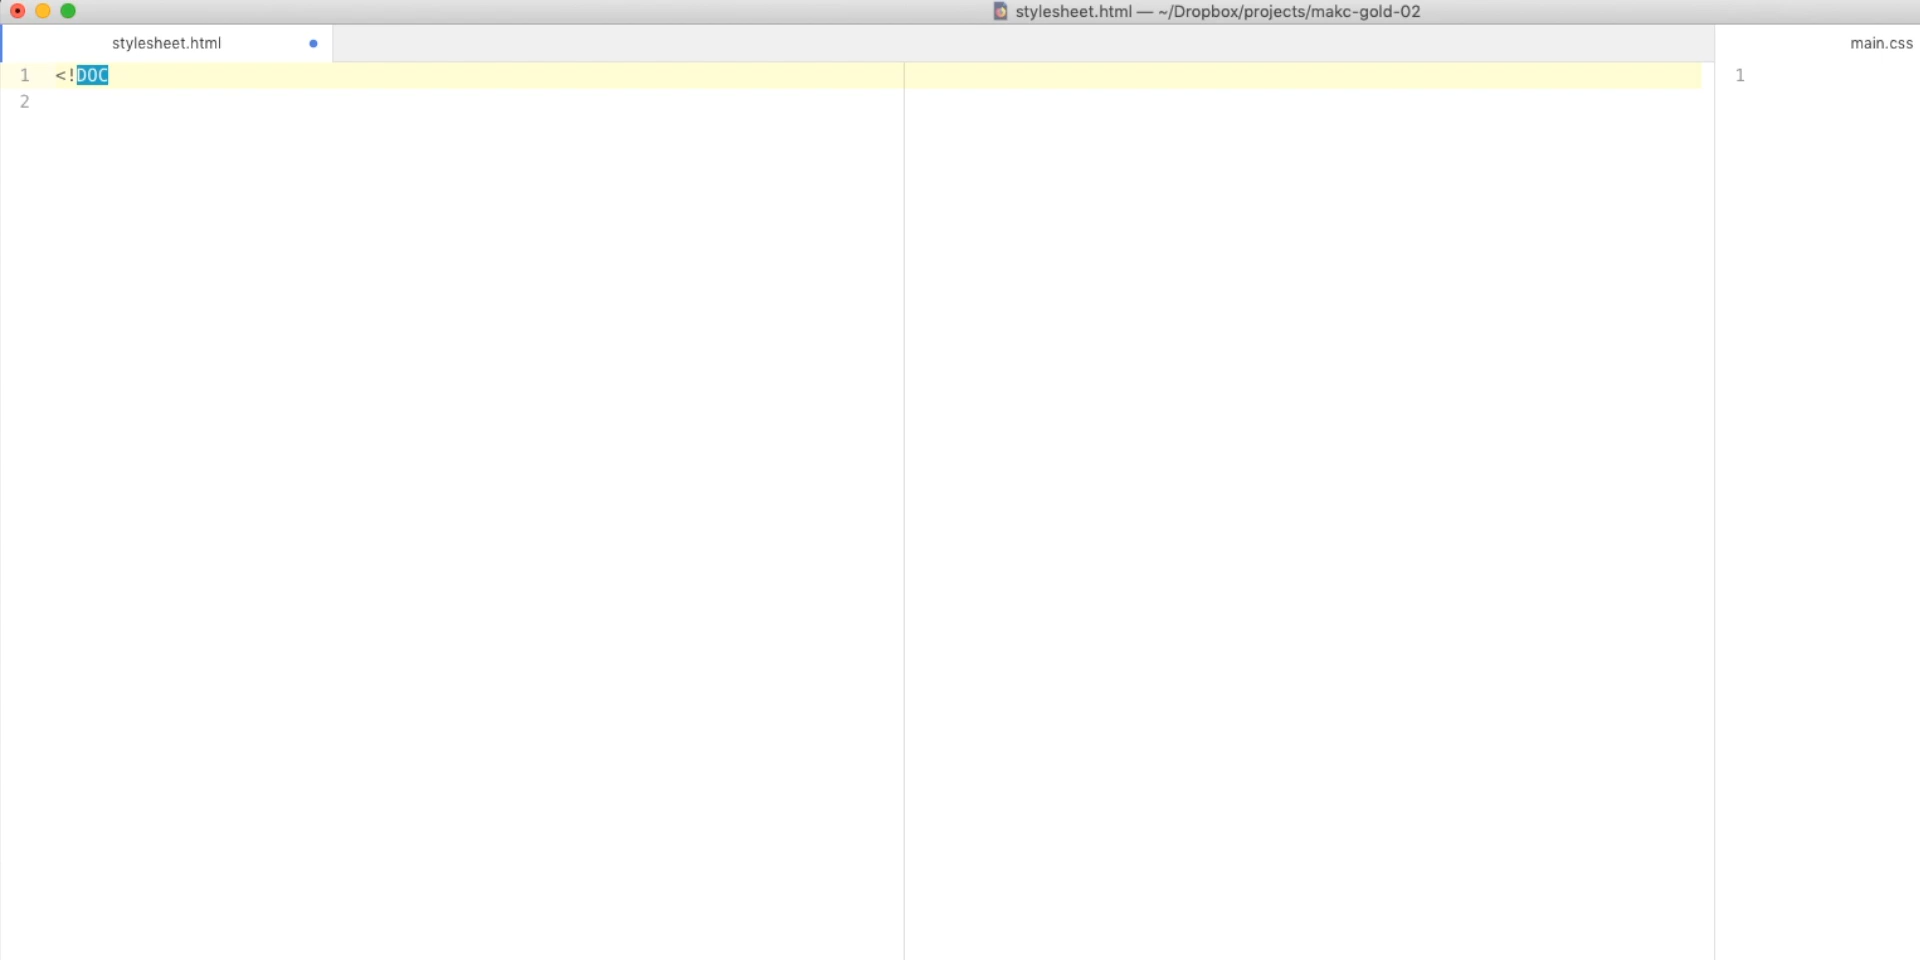 stylesheet.html — ~/Dropbox/projects/makc-gold-02
stylesheet.html
main.css
1 <!DOC
2
1